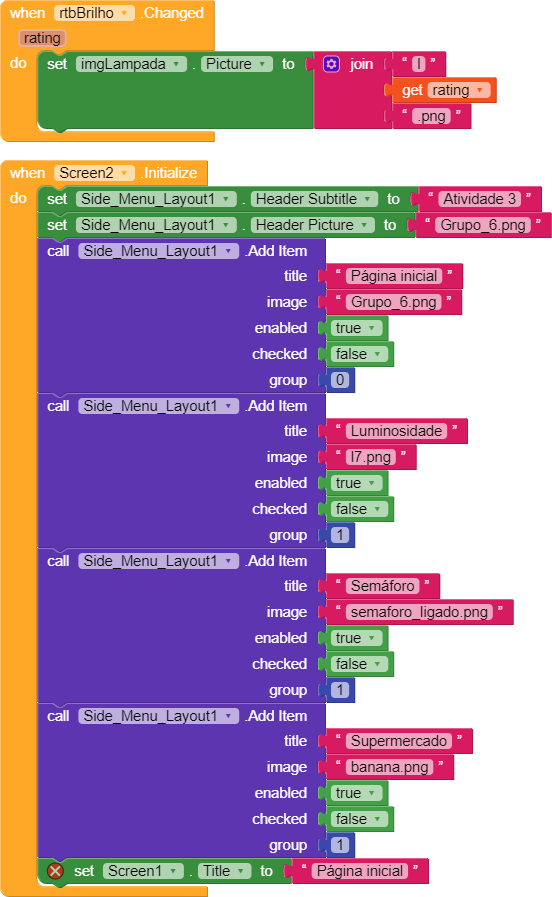 when rtbBrilho .Changed
rating
do set imgLampada . Picture to join " l "
get rating
" .png "
when Screen2 .Initialize
do set Side_Menu_Layout1 . Header Subtitle to " Atividade 3 "
set Side_Menu_Layout1 . Header Picture to " Grupo_6.png "
call Side_Menu_Layout1 .Add Item
title " Página inicial "
image " Grupo_6.png "
enabled true
checked false
group 0
call Side_Menu_Layout1 .Add Item
title " Luminosidade "
image " l7.png "
enabled true
checked false
group 1
call Side_Menu_Layout1 .Add Item
title " Semáforo "
image " semaforo_ligado.png "
enabled true
checked false
group 1
call Side_Menu_Layout1 .Add Item
title " Supermercado "
image " banana.png "
enabled true
checked false
group 1
set Screen1 . Title to " Página inicial "